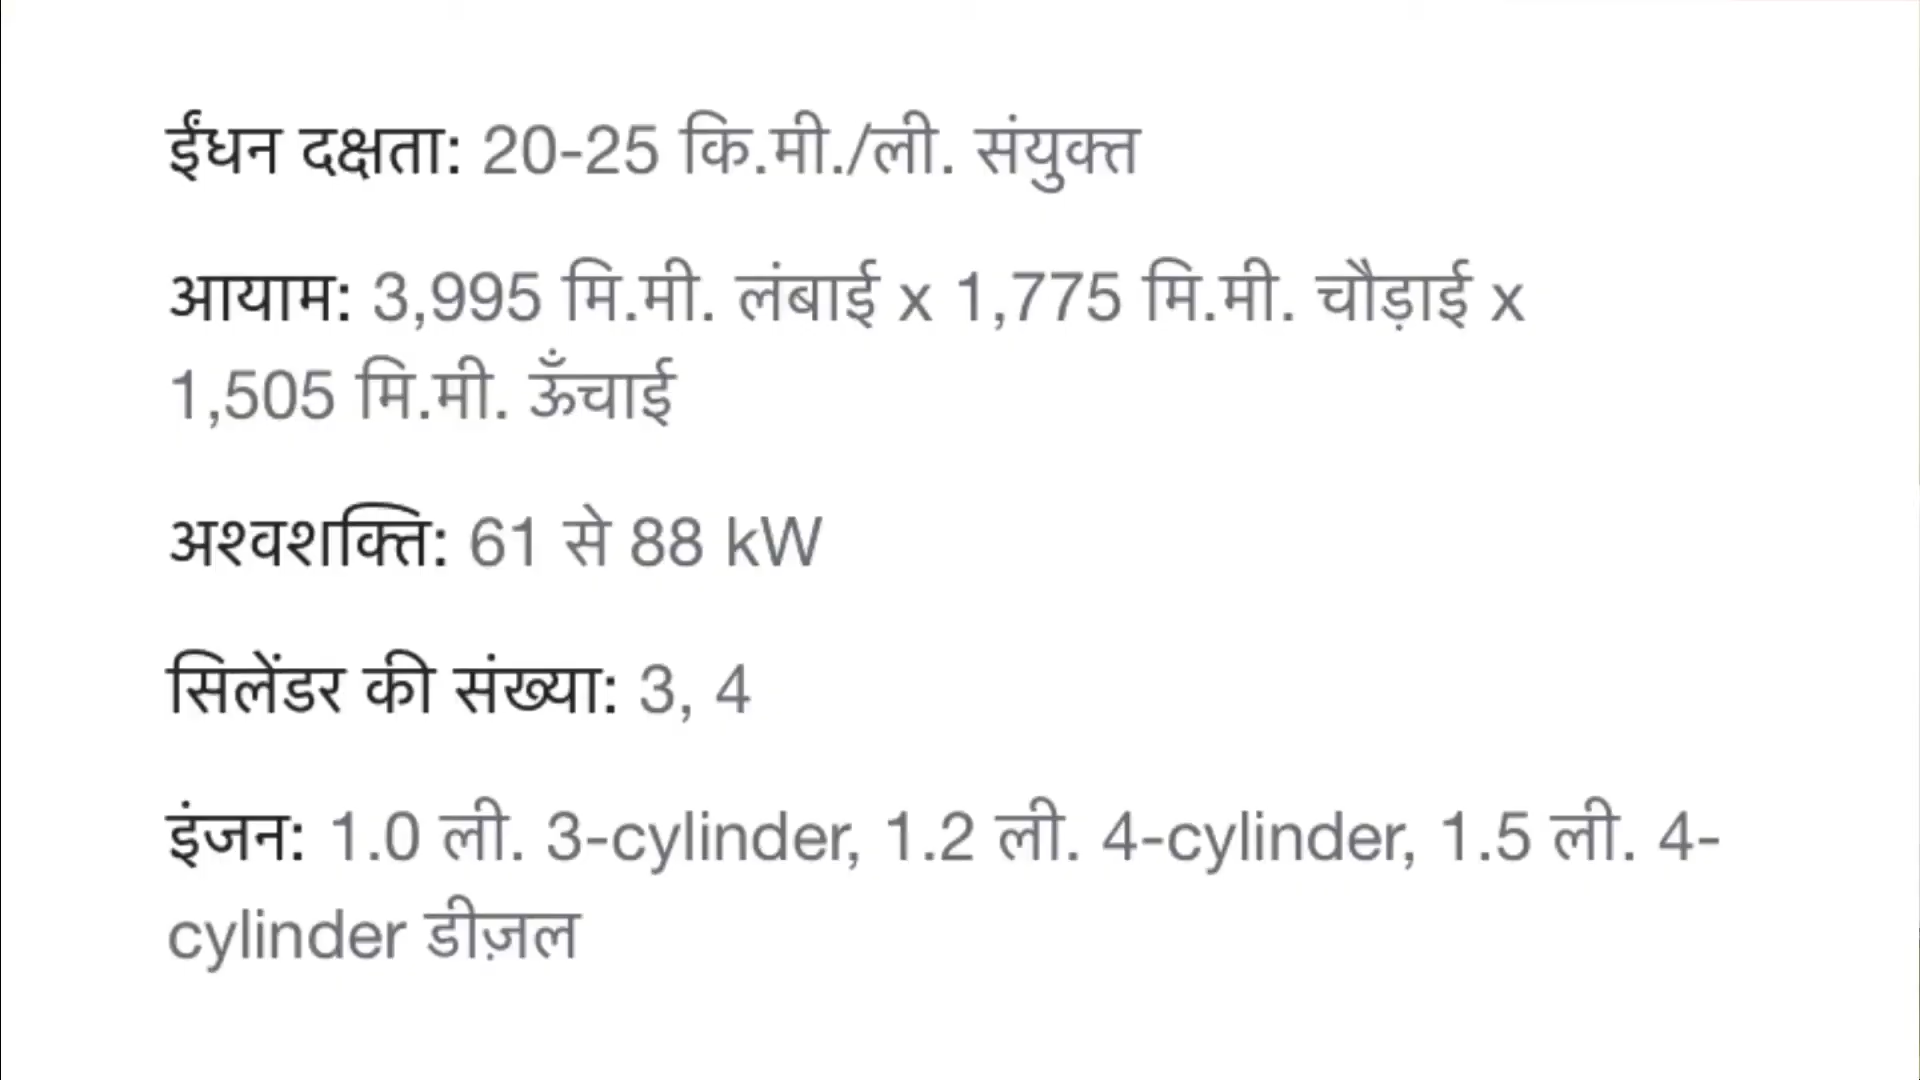 ईंधन दक्षता: 20-25 कि.मी./ली. संयुक्त
आयाम: 3,995 मि.मी. लंबाई x 1,775 मि.मी. चौड़ाई x
1,505 मि.मी. ऊँचाई
अश्वशक्ति: 61 से 88 kW
सिलेंडर की संख्या: 3, 4
इंजन: 1.0 ली. 3-cylinder, 1.2 ली. 4-cylinder, 1.5 ली. 4-
cylinder डीज़ल